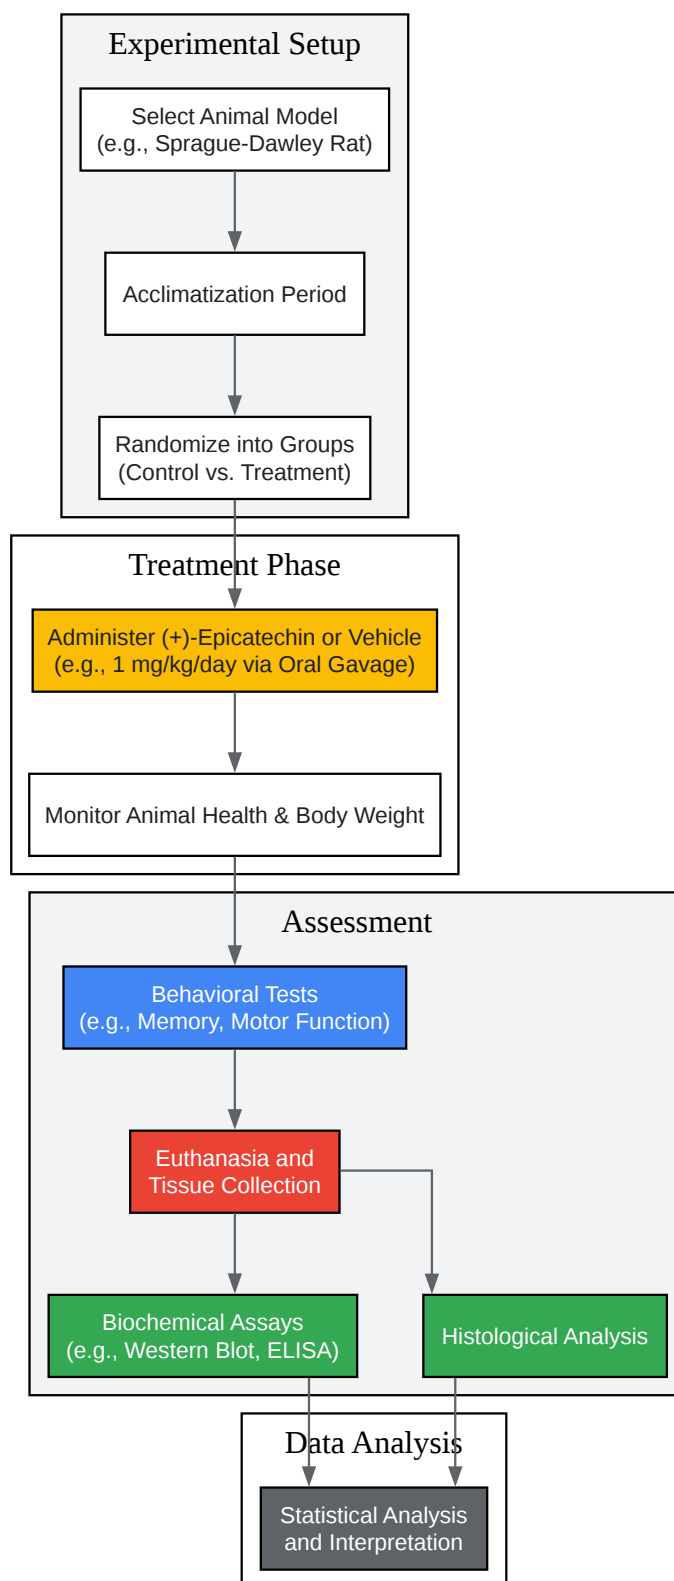 Experimental Setup
Select Animal Model
(e.g., Sprague-Dawley Rat)
Acclimatization Period
Randomize into Groups
(Control vs. Treatment)
Treatment Phase
Administer (+)-Epicatechin or Vehicle
(e.g., 1 mg/kg/day via Oral Gavage)
Monitor Animal Health & Body Weight
Assessment
Behavioral Tests
(e.g., Memory, Motor Function)
Euthanasia and
Tissue Collection
Biochemical Assays
(e.g., Western Blot, ELISA)
Histological Analysis
Data Analysis
Statistical Analysis
and Interpretation